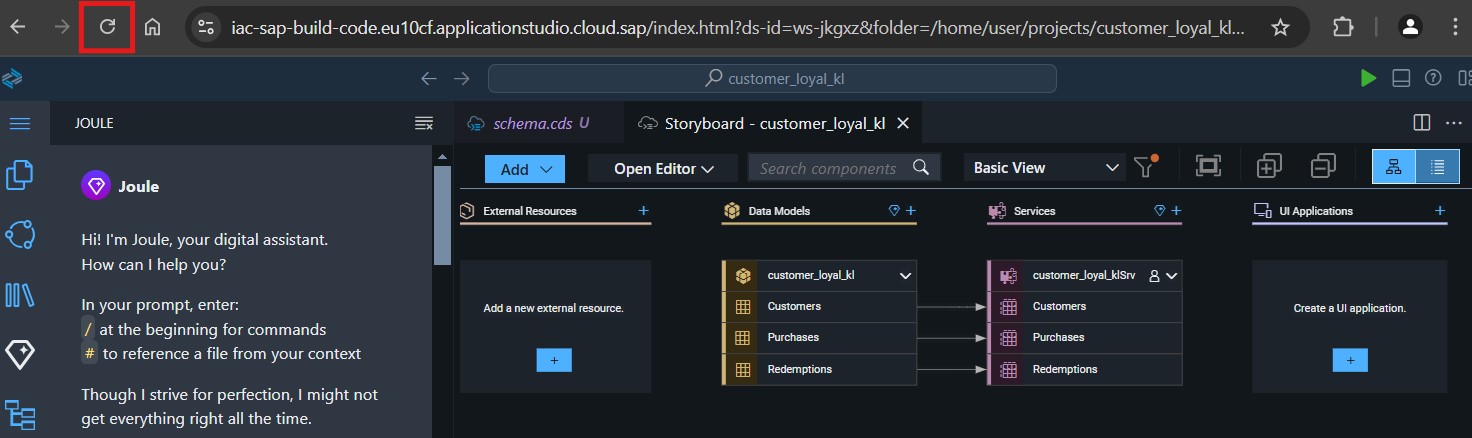 iac-sap-build-code.eu10cf.applicationstudio.cloud.sap/index.html?ds-id=ws-jkgxz&folder=/home/user/projects/customer_loyal_kl...
customer_loyal_kl
JOULE
schema.cds U
Storyboard - customer_loyal_kl
Joule
Hi! I'm Joule, your digital assistant.
How can I help you?
In your prompt, enter:
/ at the beginning for commands
# to reference a file from your context
Though I strive for perfection, I might not
get everything right all the time.
Add
Open Editor
Search components
Basic View
External Resources
Add a new external resource.
Data Models
customer_loyal_kl
Customers
Purchases
Redemptions
Services
customer_loyal_klSrv
Customers
Purchases
Redemptions
UI Applications
Create a UI application.